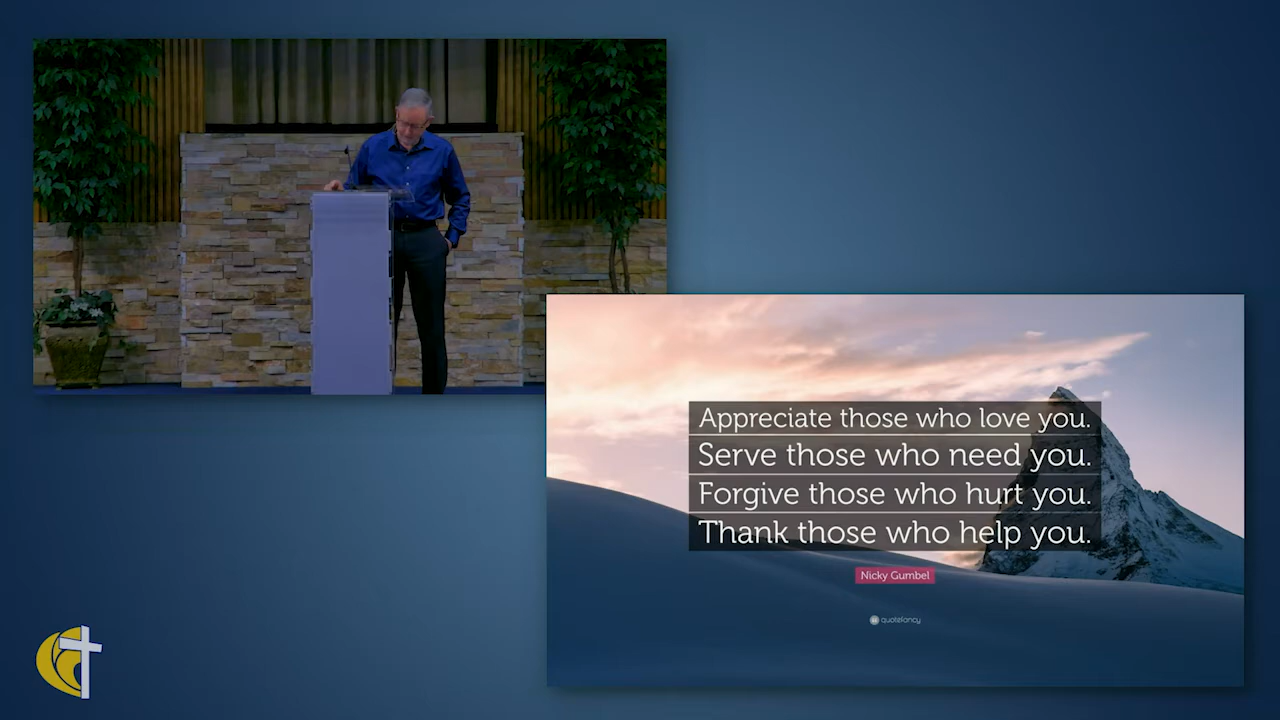 Appreciate those who love you.
Serve those who need you.
Forgive those who hurt you.
Thank those who help you.
Nicky Gumbel
quotefancy